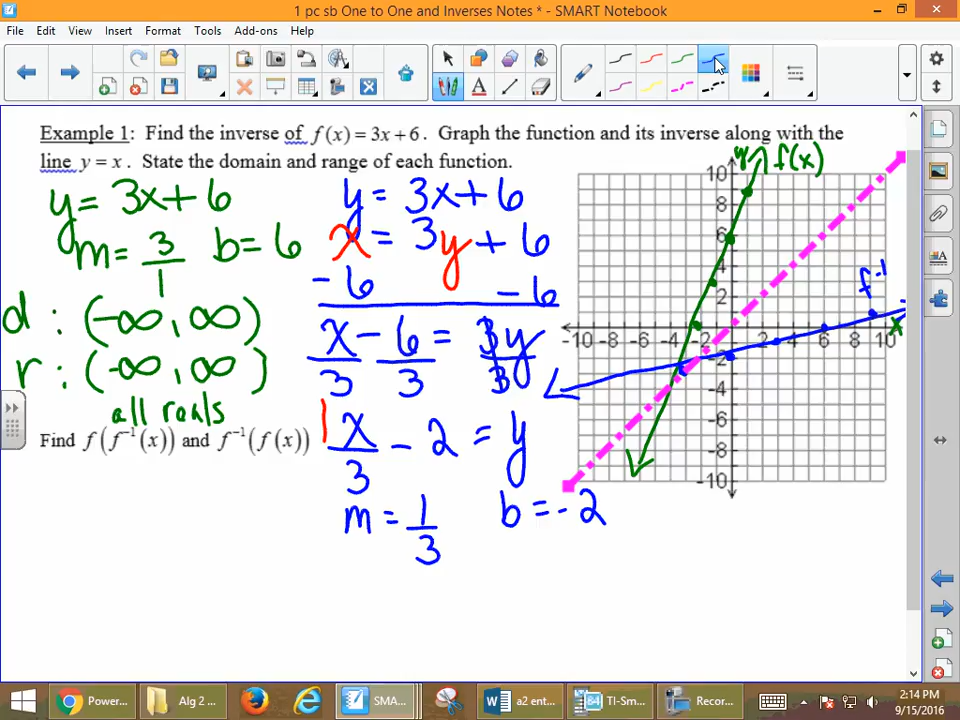 1 pc sb One to One and Inverses Notes * - SMART Notebook
File Edit View Insert Format Tools Add-ons Help
Example 1: Find the inverse of f(x) = 3x + 6. Graph the function and its inverse along with the
line y = x. State the domain and range of each function.
y = 3x + 6
m = 3/1 b = 6
d : (-∞, ∞)
r : (-∞, ∞)
all reals
Find f(f⁻¹(x)) and f⁻¹(f(x))
y = 3x + 6
x = 3y + 6
-6 -6
x - 6 = 3y
3 3 3
1x/3 - 2 = y
m = 1/3 b = -2
y f(x)
10
8
6
4
2
-10 -8 -6 -4 -2 2 4 6 8 10 x
-2
-4
-6
-8
-10
f⁻¹
Power... Alg 2 ... SMA... a2 ent... TI-Sm... Recor...
2:14 PM
9/15/2016